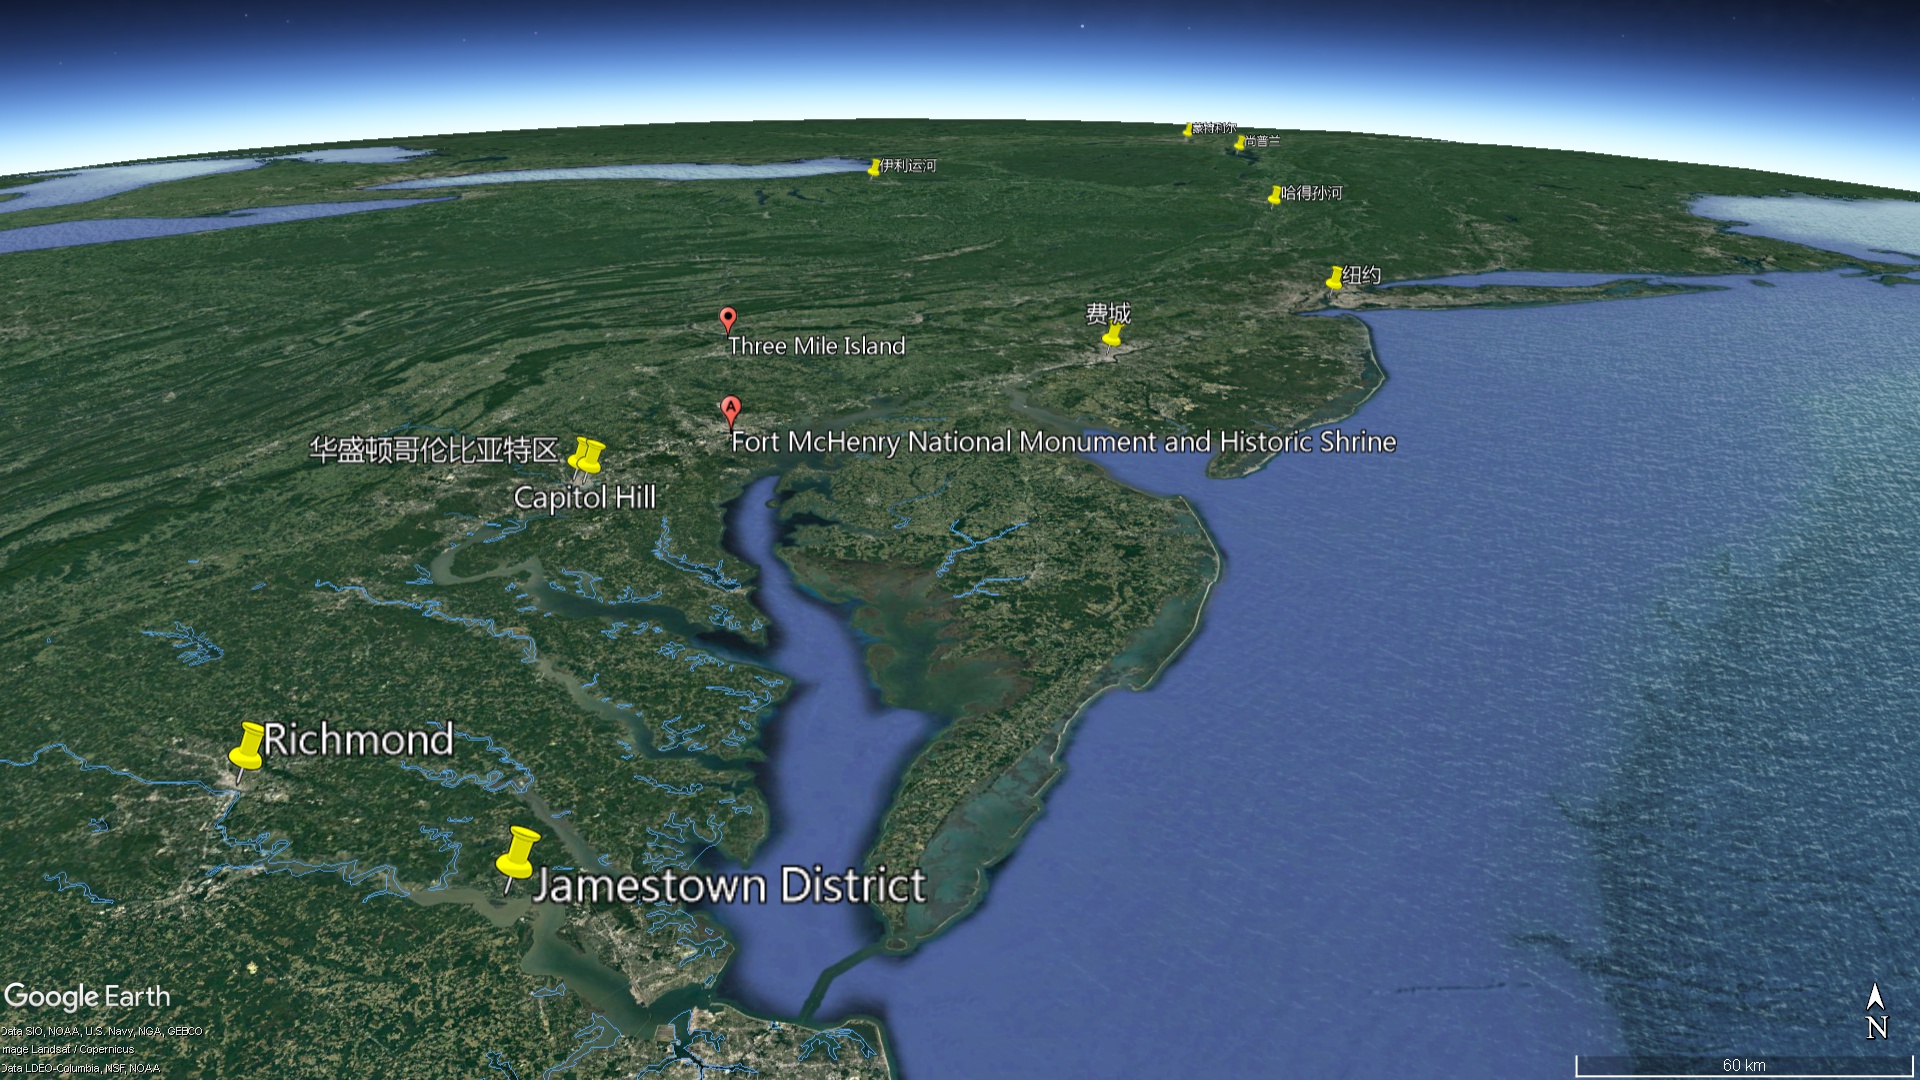 蒙特利尔
尚普兰
伊利运河
哈得孙河
纽约
费城
Three Mile Island
Fort McHenry National Monument and Historic Shrine
华盛顿哥伦比亚特区
Capitol Hill
Richmond
Jamestown District
Google Earth
Data SIO, NOAA, U.S. Navy, NGA, GEBCO
Image Landsat / Copernicus
Data LDEO-Columbia, NSF, NOAA
N
60 km
A